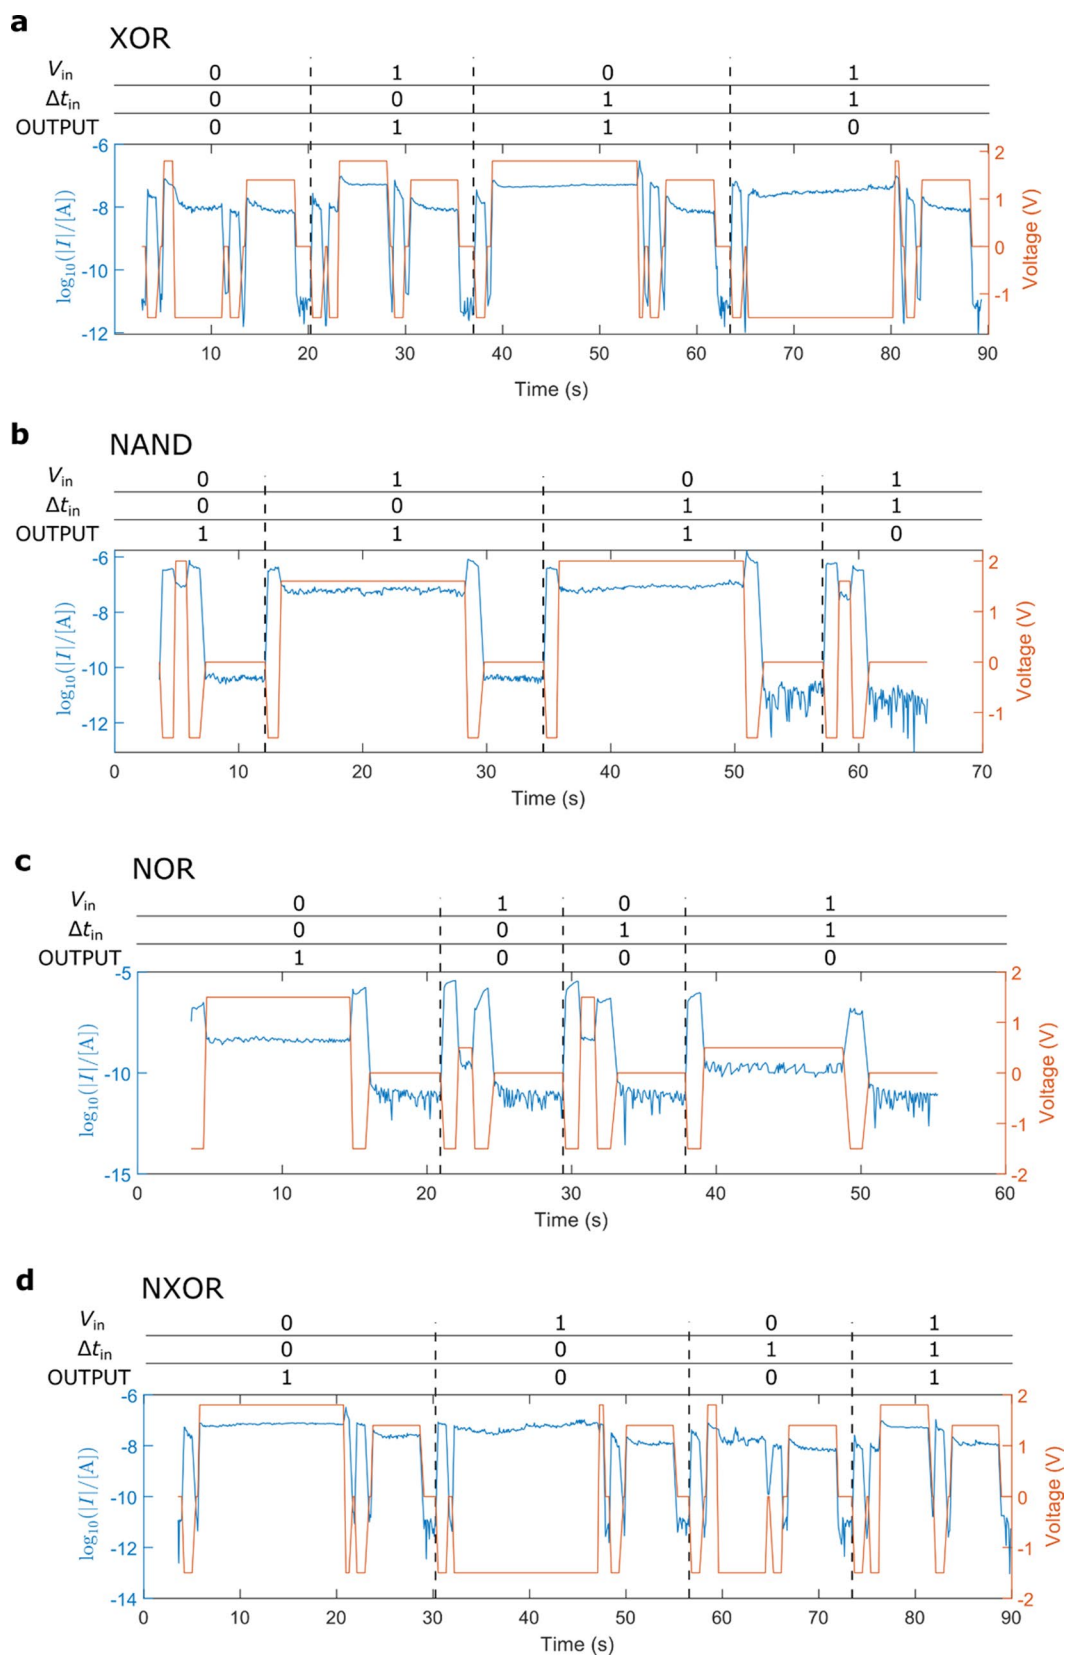 a
XOR
Vin 0 1 0 1
Δtin 0 0 1 1
OUTPUT 0 1 1 0
-6 2
-8 1
0
-10 -1
-12
log10(|I|/[A])
Voltage (V)
10 20 30 40 50 60 70 80 90
Time (s)
b
NAND
Vin 0 1 0 1
Δtin 0 0 1 1
OUTPUT 1 1 1 0
-6 2
-8 1
-10 0
-12 -1
log10(|I|/[A])
Voltage (V)
0 10 20 30 40 50 60 70
Time (s)
c
NOR
Vin 0 1 0 1
Δtin 0 0 1 1
OUTPUT 1 0 0 0
-5 2
1
-10 0
-1
-15 -2
log10(|I|/[A])
Voltage (V)
0 10 20 30 40 50 60
Time (s)
d
NXOR
Vin 0 1 0 1
Δtin 0 0 1 1
OUTPUT 1 0 0 1
-6 2
-8 1
-10 0
-12 -1
-14 -2
log10(|I|/[A])
Voltage (V)
0 10 20 30 40 50 60 70 80 90
Time (s)